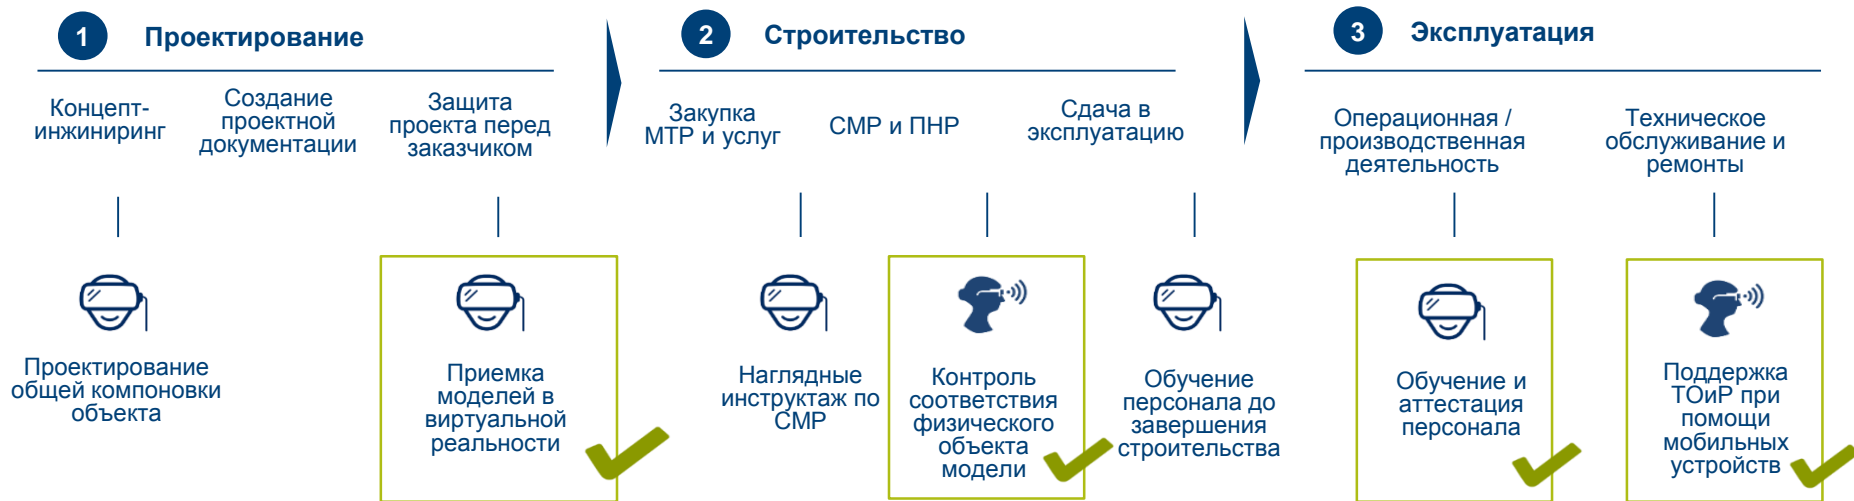 1 Проектирование
Концепт-
инжиниринг
Создание
проектной
документации
Защита
проекта перед
заказчиком
Проектирование
общей компоновки
объекта
Приемка
моделей в
виртуальной
реальности
2 Строительство
Закупка
МТР и услуг
СМР и ПНР
Сдача в
эксплуатацию
Наглядные
инструктаж по
СМР
Контроль
соответствия
физического
объекта
модели
Обучение
персонала до
завершения
строительства
3 Эксплуатация
Операционная /
производственная
деятельность
Техническое
обслуживание и
ремонты
Обучение и
аттестация
персонала
Поддержка
ТОиР при
помощи
мобильных
устройств